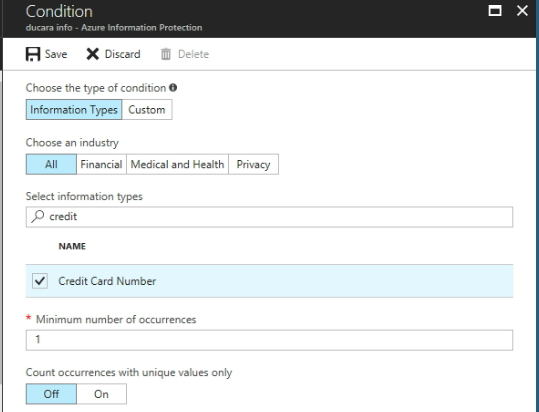 Condition
ducara info - Azure Information Protection
Save Discard Delete
Choose the type of condition
Information Types Custom
Choose an industry
All Financial Medical and Health Privacy
Select information types
credit
NAME
Credit Card Number
* Minimum number of occurrences
1
Count occurrences with unique values only
Off On